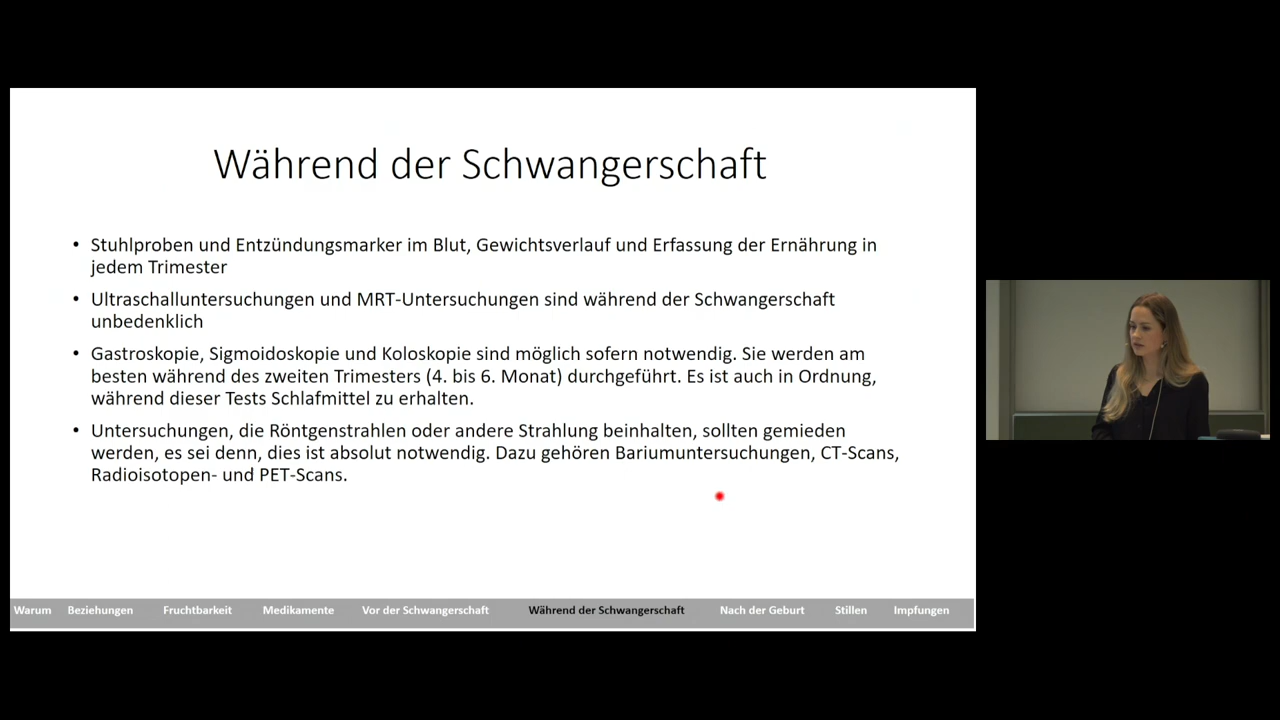 Während der Schwangerschaft
• Stuhlproben und Entzündungsmarker im Blut, Gewichtsverlauf und Erfassung der Ernährung in
jedem Trimester
• Ultraschalluntersuchungen und MRT-Untersuchungen sind während der Schwangerschaft
unbedenklich
• Gastroskopie, Sigmoidoskopie und Koloskopie sind möglich sofern notwendig. Sie werden am
besten während des zweiten Trimesters (4. bis 6. Monat) durchgeführt. Es ist auch in Ordnung,
während dieser Tests Schlafmittel zu erhalten.
• Untersuchungen, die Röntgenstrahlen oder andere Strahlung beinhalten, sollten gemieden
werden, es sei denn, dies ist absolut notwendig. Dazu gehören Bariumuntersuchungen, CT-Scans,
Radioisotopen- und PET-Scans.
Warum Beziehungen Fruchtbarkeit Medikamente Vor der Schwangerschaft Während der Schwangerschaft Nach der Geburt Stillen Impfungen